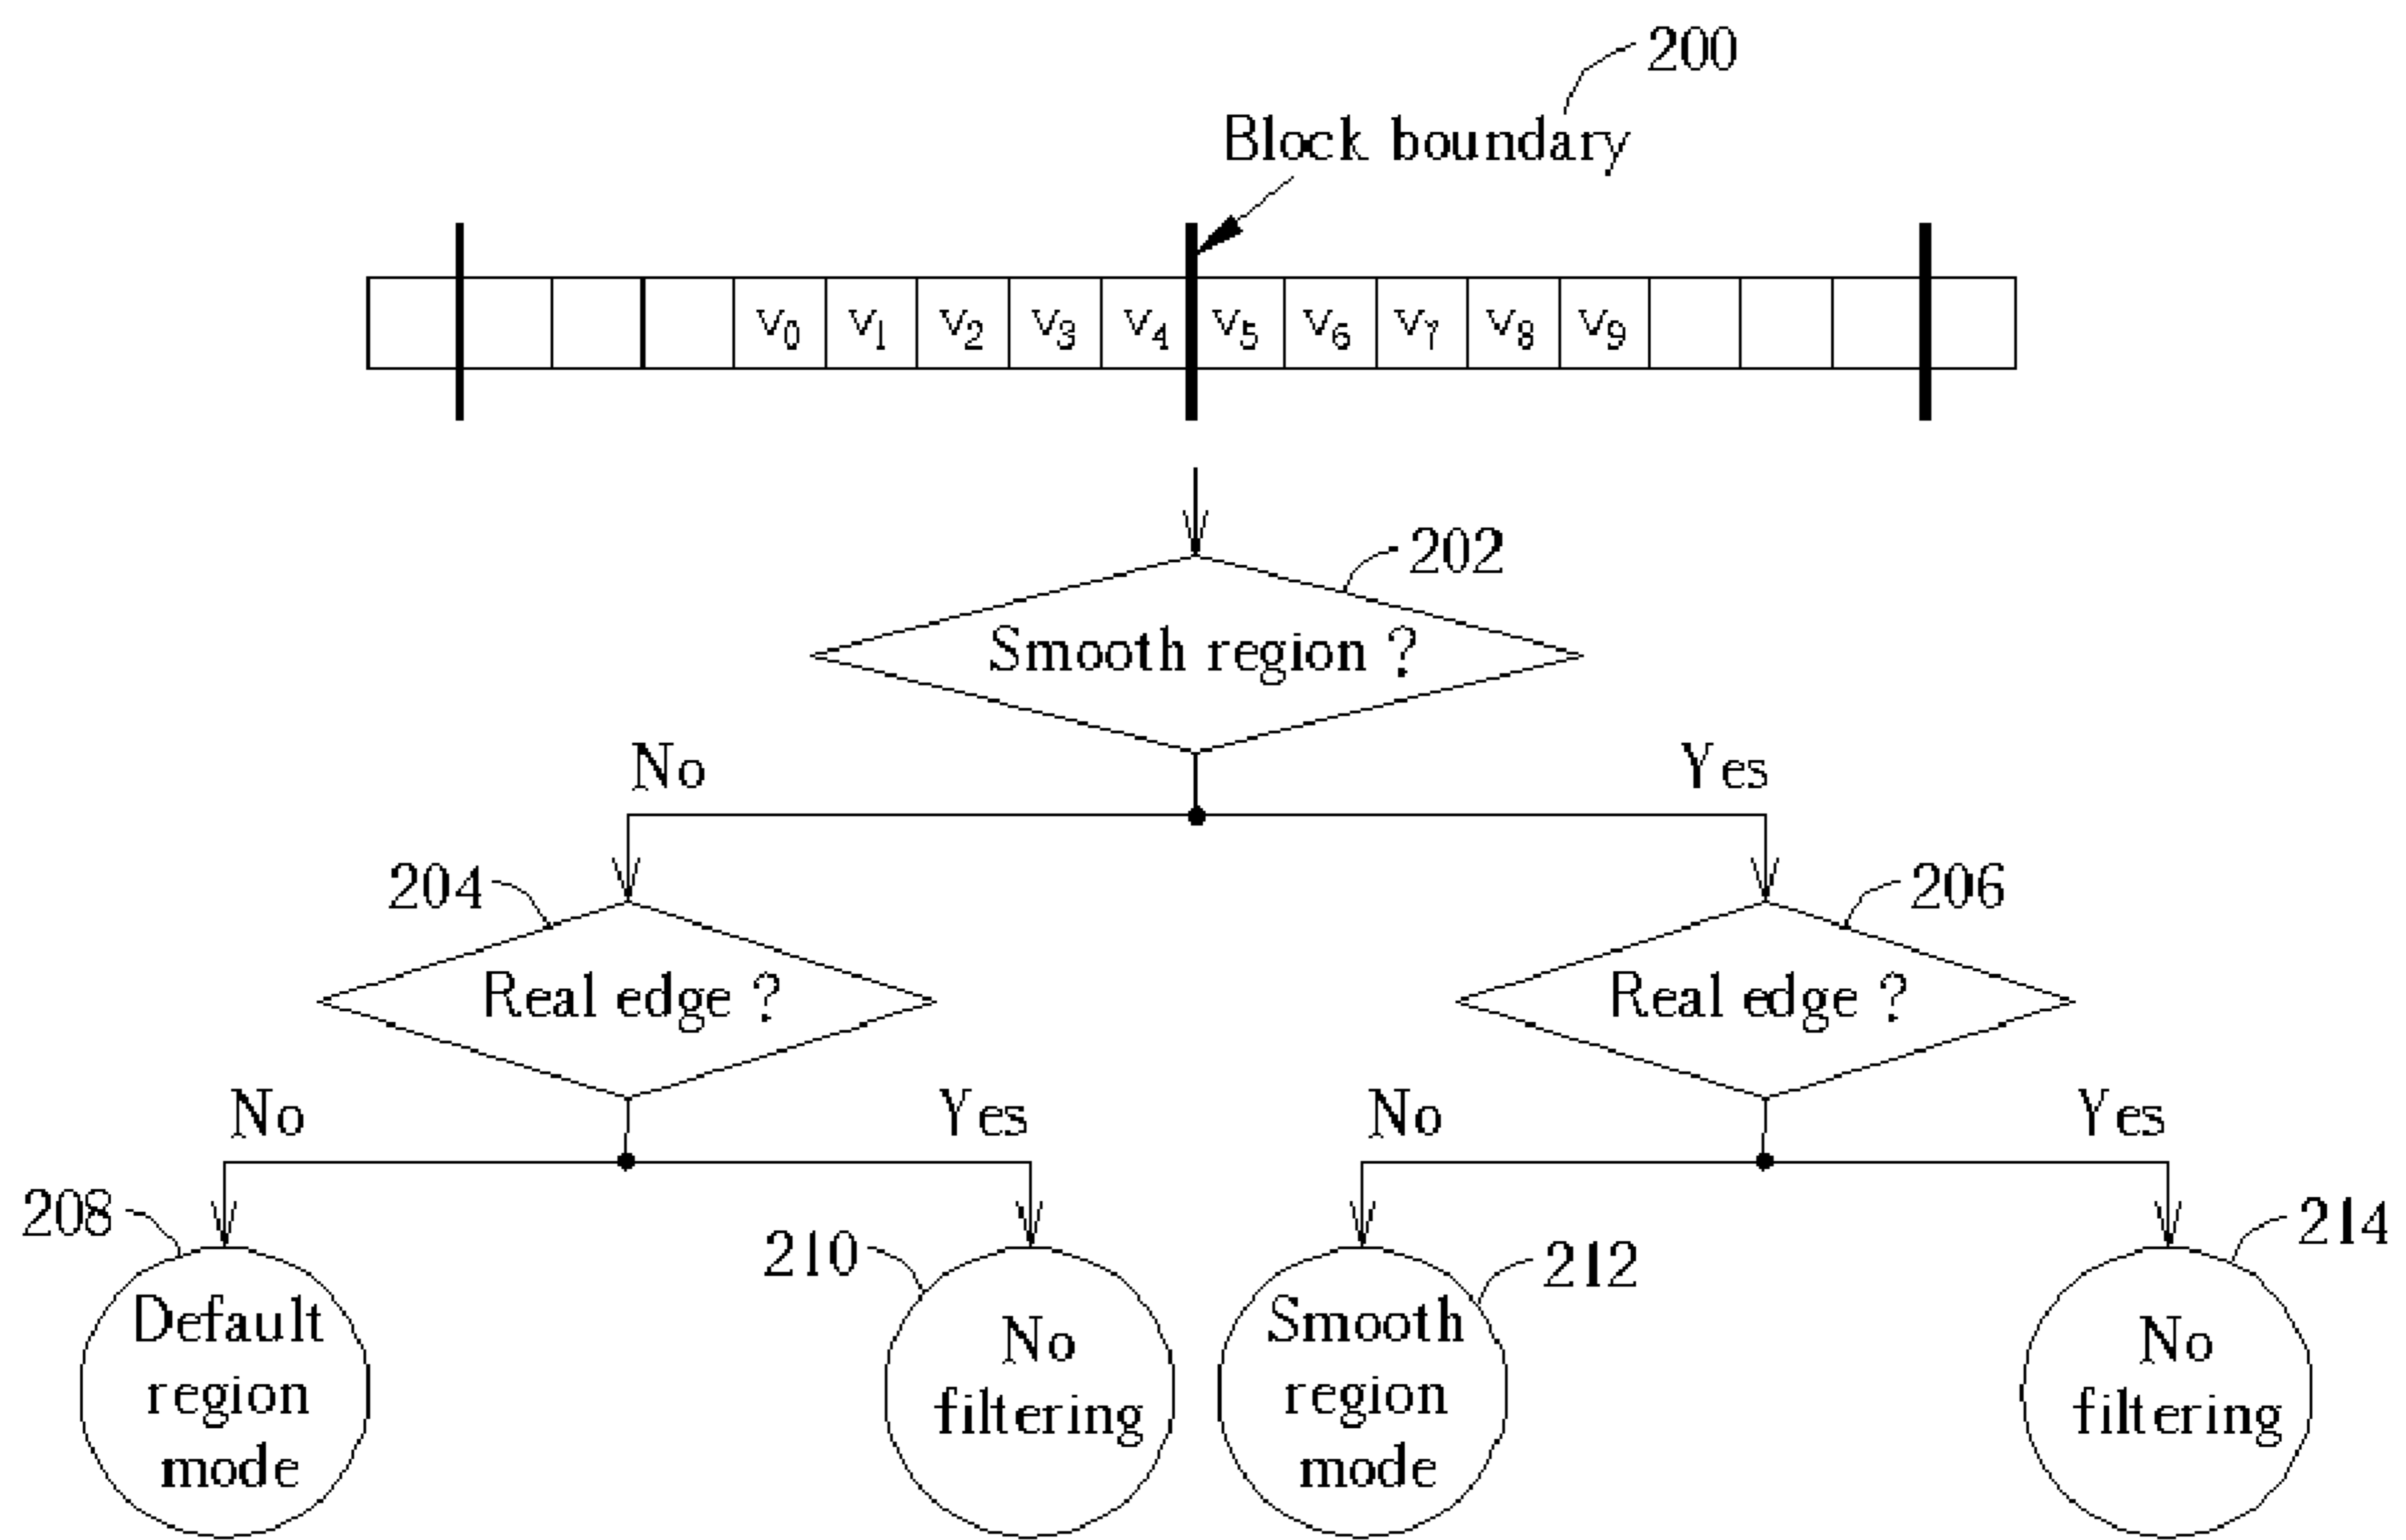 200
Block boundary
v0 v1 v2 v3 v4 v5 v6 v7 v8 v9
202
Smooth region ?
No Yes
204 206
Real edge ? Real edge ?
No Yes No Yes
208 210 212 214
Default region mode
No filtering
Smooth region mode
No filtering